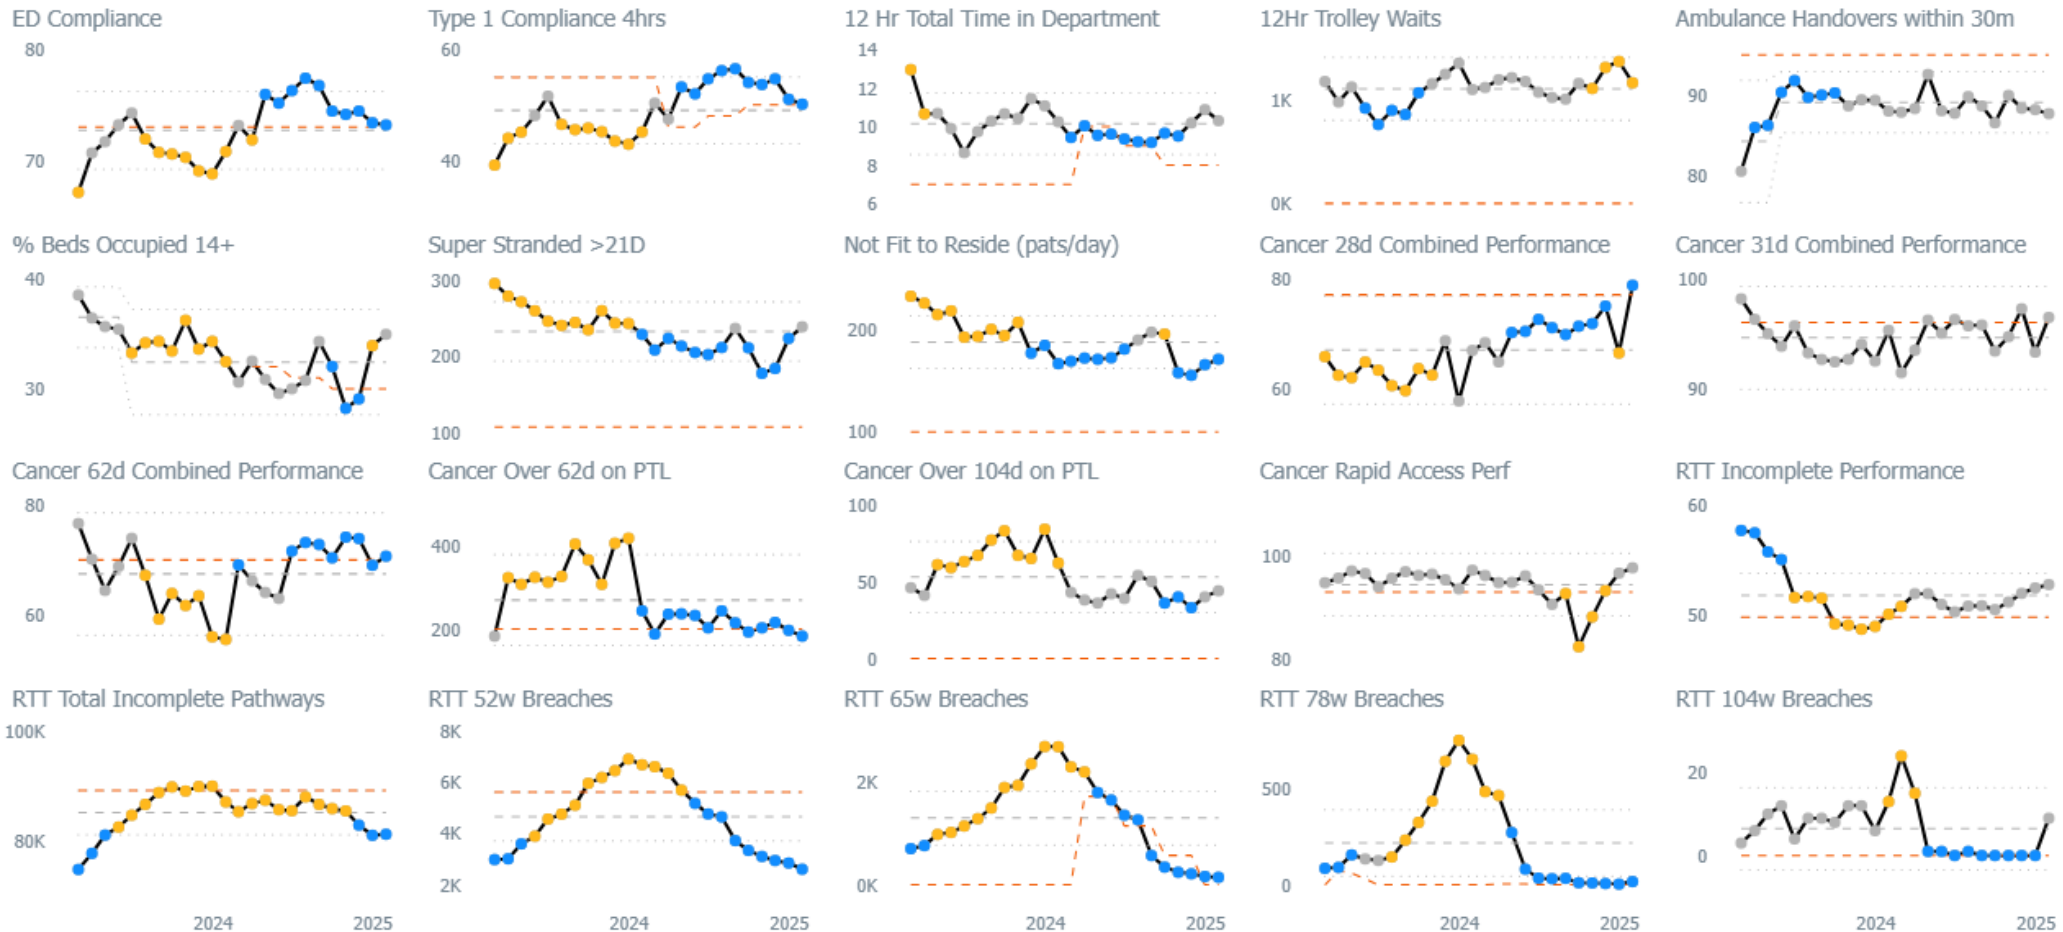 ED Compliance
80
70
Type 1 Compliance 4hrs
60
40
12 Hr Total Time in Department
14
12
10
8
6
12Hr Trolley Waits
1K
0K
Ambulance Handovers within 30m
90
80
% Beds Occupied 14+
40
30
Super Stranded >21D
300
200
100
Not Fit to Reside (pats/day)
200
100
Cancer 28d Combined Performance
80
60
Cancer 31d Combined Performance
100
90
Cancer 62d Combined Performance
80
60
Cancer Over 62d on PTL
400
200
Cancer Over 104d on PTL
100
50
0
Cancer Rapid Access Perf
100
80
RTT Incomplete Performance
60
50
RTT Total Incomplete Pathways
100K
80K
2024 2025
RTT 52w Breaches
8K
6K
4K
2K
2024 2025
RTT 65w Breaches
2K
0K
2024 2025
RTT 78w Breaches
500
0
2024 2025
RTT 104w Breaches
20
0
2024 2025